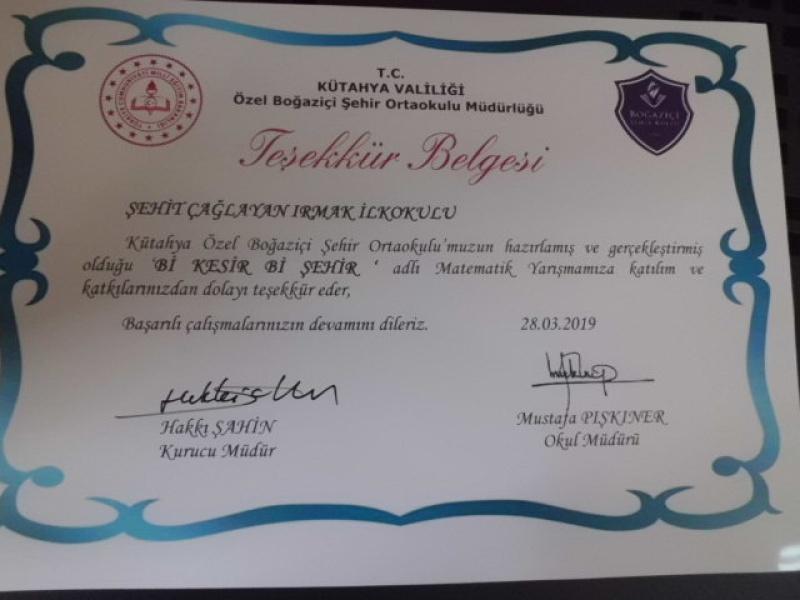 T.C.
KÜTAHYA VALİLİĞİ
Özel Boğaziçi Şehir Ortaokulu Müdürlüğü
BOĞAZİÇİ
Teşekkür Belgesi
ŞEHİT ÇAĞLAYAN IRMAK İLKOKULU
Kütahya Özel Boğaziçi Şehir Ortaokulu'muzun hazırlamış ve gerçekleştirmiş
olduğu 'Bİ KESİR Bİ ŞEHİR ' adlı Matematik Yarışmamıza katılım ve
katkılarınızdan dolayı teşekkür eder,
Başarılı çalışmalarınızın devamını dileriz. 28.03.2019
Hakkı ŞAHİN
Kurucu Müdür
Mustafa PIŞKINER
Okul Müdürü